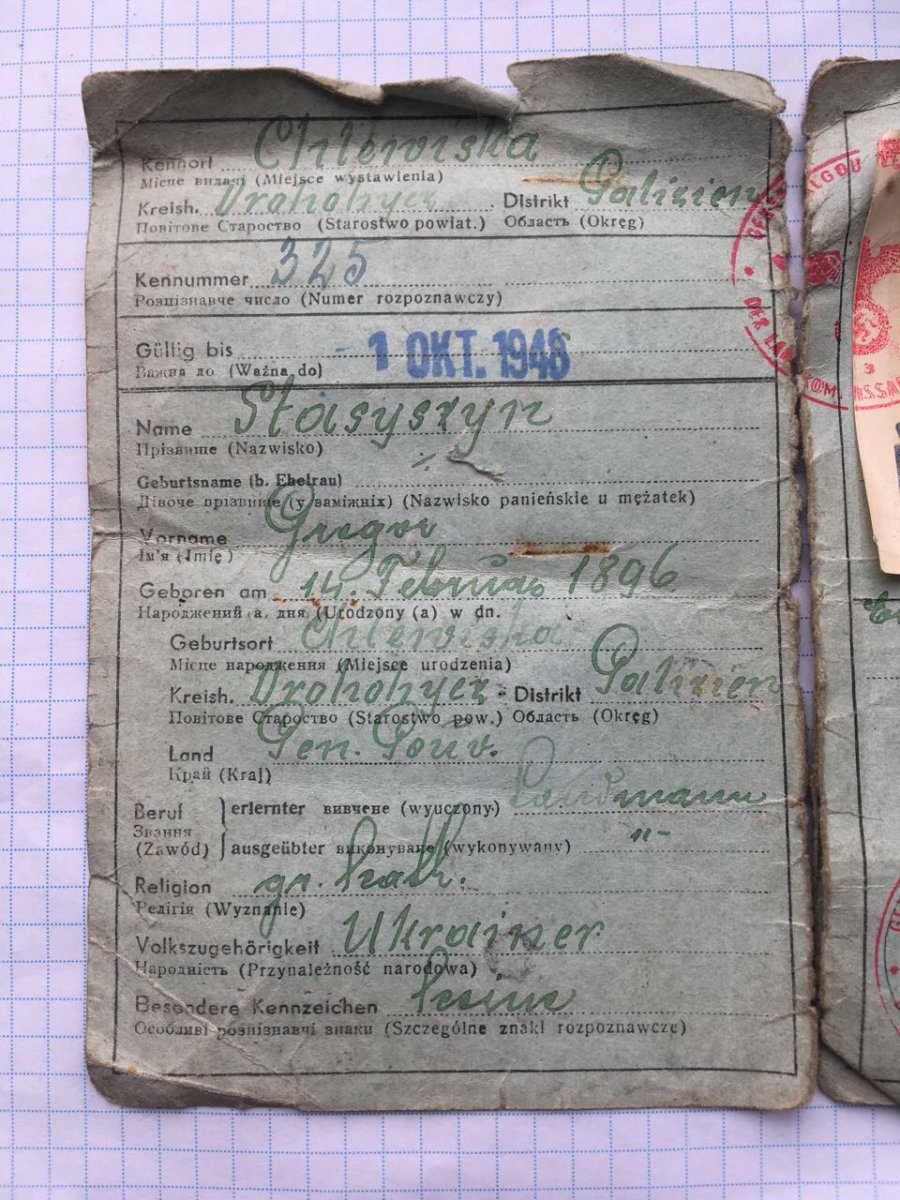 Kennort Chlewiska
Місце видачі (Miejsce wystawienia)
Kreish. Drohobycz . Distrikt Galizien
Повітове Староство (Starostwo powiat.) Область (Okręg)
Kennummer 325
Розпізнавче число (Numer rozpoznawczy)
Gültig bis - 1 OKT. 1948
Важна до (Ważna do)
Name Stasyszyn
Прізвище (Nazwisko)
Geburtsname (b. Ehefrau)
Дівоче прізвище (у заміжніх) (Nazwisko panieńskie u mężatek)
Vorname Gregor
Ім'я (Imię)
Geboren am 14. Februar 1896
Народжений а. дня (Urodzony (a) w dn.
Geburtsort Chlewiska
Місце народження (Miejsce urodzenia)
Kreish. Drohobycz - Distrikt Galizien
Повітове Староство (Starostwo pow.) Область (Okręg)
Land Gen. Gouv.
Край (Kraj)
Beruf erlernter вивчене (wyuczony) Landmann
Звання
(Zawód) ausgeübter виконуване (wykonywany) -"-
Religion gr. kath.
Релігія (Wyznanie)
Volkszugehörigkeit Ukrainer
Народність (Przynależność narodowa)
Besondere Kennzeichen keine
Особливі розпізнавчі знаки (Szczególne znaki rozpoznawcze)